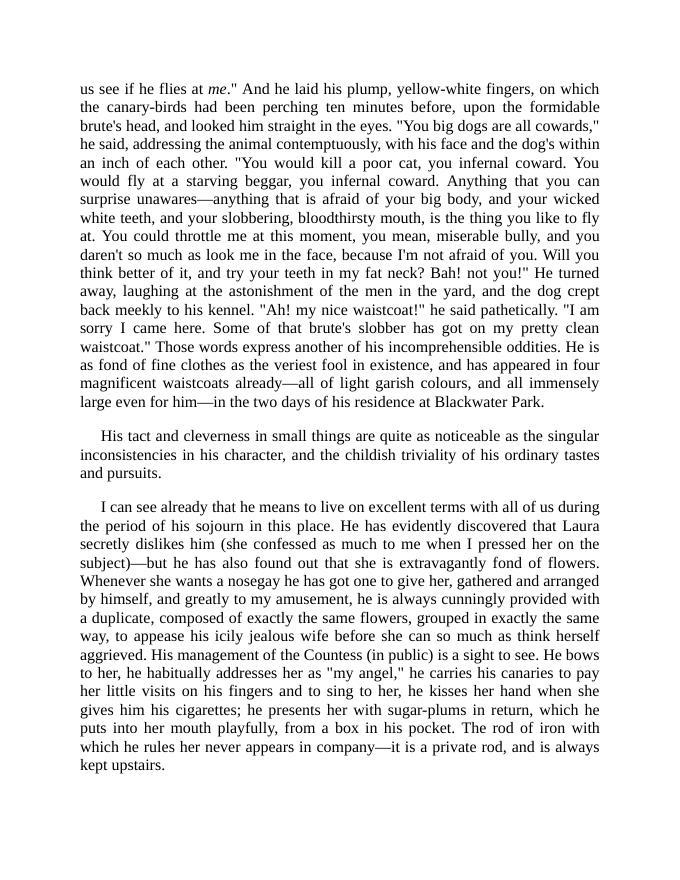 us see if he flies at me." And he laid his plump, yellow-white fingers, on which
the canary-birds had been perching ten minutes before, upon the formidable
brute's head, and looked him straight in the eyes. "You big dogs are all cowards,"
he said, addressing the animal contemptuously, with his face and the dog's within
an inch of each other. "You would kill a poor cat, you infernal coward. You
would fly at a starving beggar, you infernal coward. Anything that you can
surprise unawares—anything that is afraid of your big body, and your wicked
white teeth, and your slobbering, bloodthirsty mouth, is the thing you like to fly
at. You could throttle me at this moment, you mean, miserable bully, and you
daren't so much as look me in the face, because I'm not afraid of you. Will you
think better of it, and try your teeth in my fat neck? Bah! not you!" He turned
away, laughing at the astonishment of the men in the yard, and the dog crept
back meekly to his kennel. "Ah! my nice waistcoat!" he said pathetically. "I am
sorry I came here. Some of that brute's slobber has got on my pretty clean
waistcoat." Those words express another of his incomprehensible oddities. He is
as fond of fine clothes as the veriest fool in existence, and has appeared in four
magnificent waistcoats already—all of light garish colours, and all immensely
large even for him—in the two days of his residence at Blackwater Park.
His tact and cleverness in small things are quite as noticeable as the singular
inconsistencies in his character, and the childish triviality of his ordinary tastes
and pursuits.
I can see already that he means to live on excellent terms with all of us during
the period of his sojourn in this place. He has evidently discovered that Laura
secretly dislikes him (she confessed as much to me when I pressed her on the
subject)—but he has also found out that she is extravagantly fond of flowers.
Whenever she wants a nosegay he has got one to give her, gathered and arranged
by himself, and greatly to my amusement, he is always cunningly provided with
a duplicate, composed of exactly the same flowers, grouped in exactly the same
way, to appease his icily jealous wife before she can so much as think herself
aggrieved. His management of the Countess (in public) is a sight to see. He bows
to her, he habitually addresses her as "my angel," he carries his canaries to pay
her little visits on his fingers and to sing to her, he kisses her hand when she
gives him his cigarettes; he presents her with sugar-plums in return, which he
puts into her mouth playfully, from a box in his pocket. The rod of iron with
which he rules her never appears in company—it is a private rod, and is always
kept upstairs.